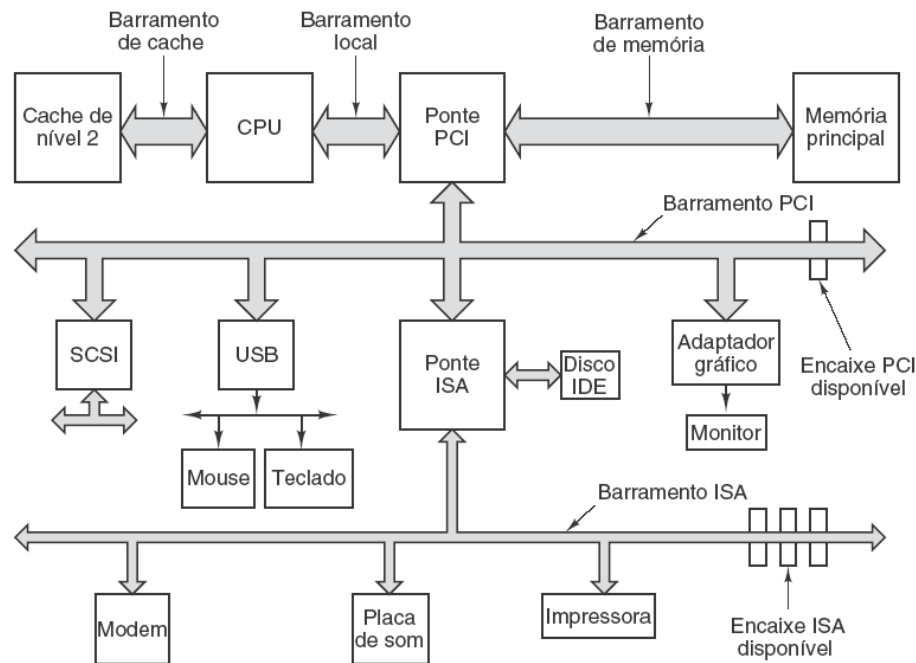 Barramento
de cache
Barramento
local
Barramento
de memória
Cache de
nível 2
CPU
Ponte
PCI
Memória
principal
Barramento PCI
SCSI
USB
Ponte
ISA
Disco
IDE
Adaptador
gráfico
Encaixe PCI
disponível
Monitor
Mouse
Teclado
Barramento ISA
Modem
Placa
de som
Impressora
Encaixe ISA
disponível